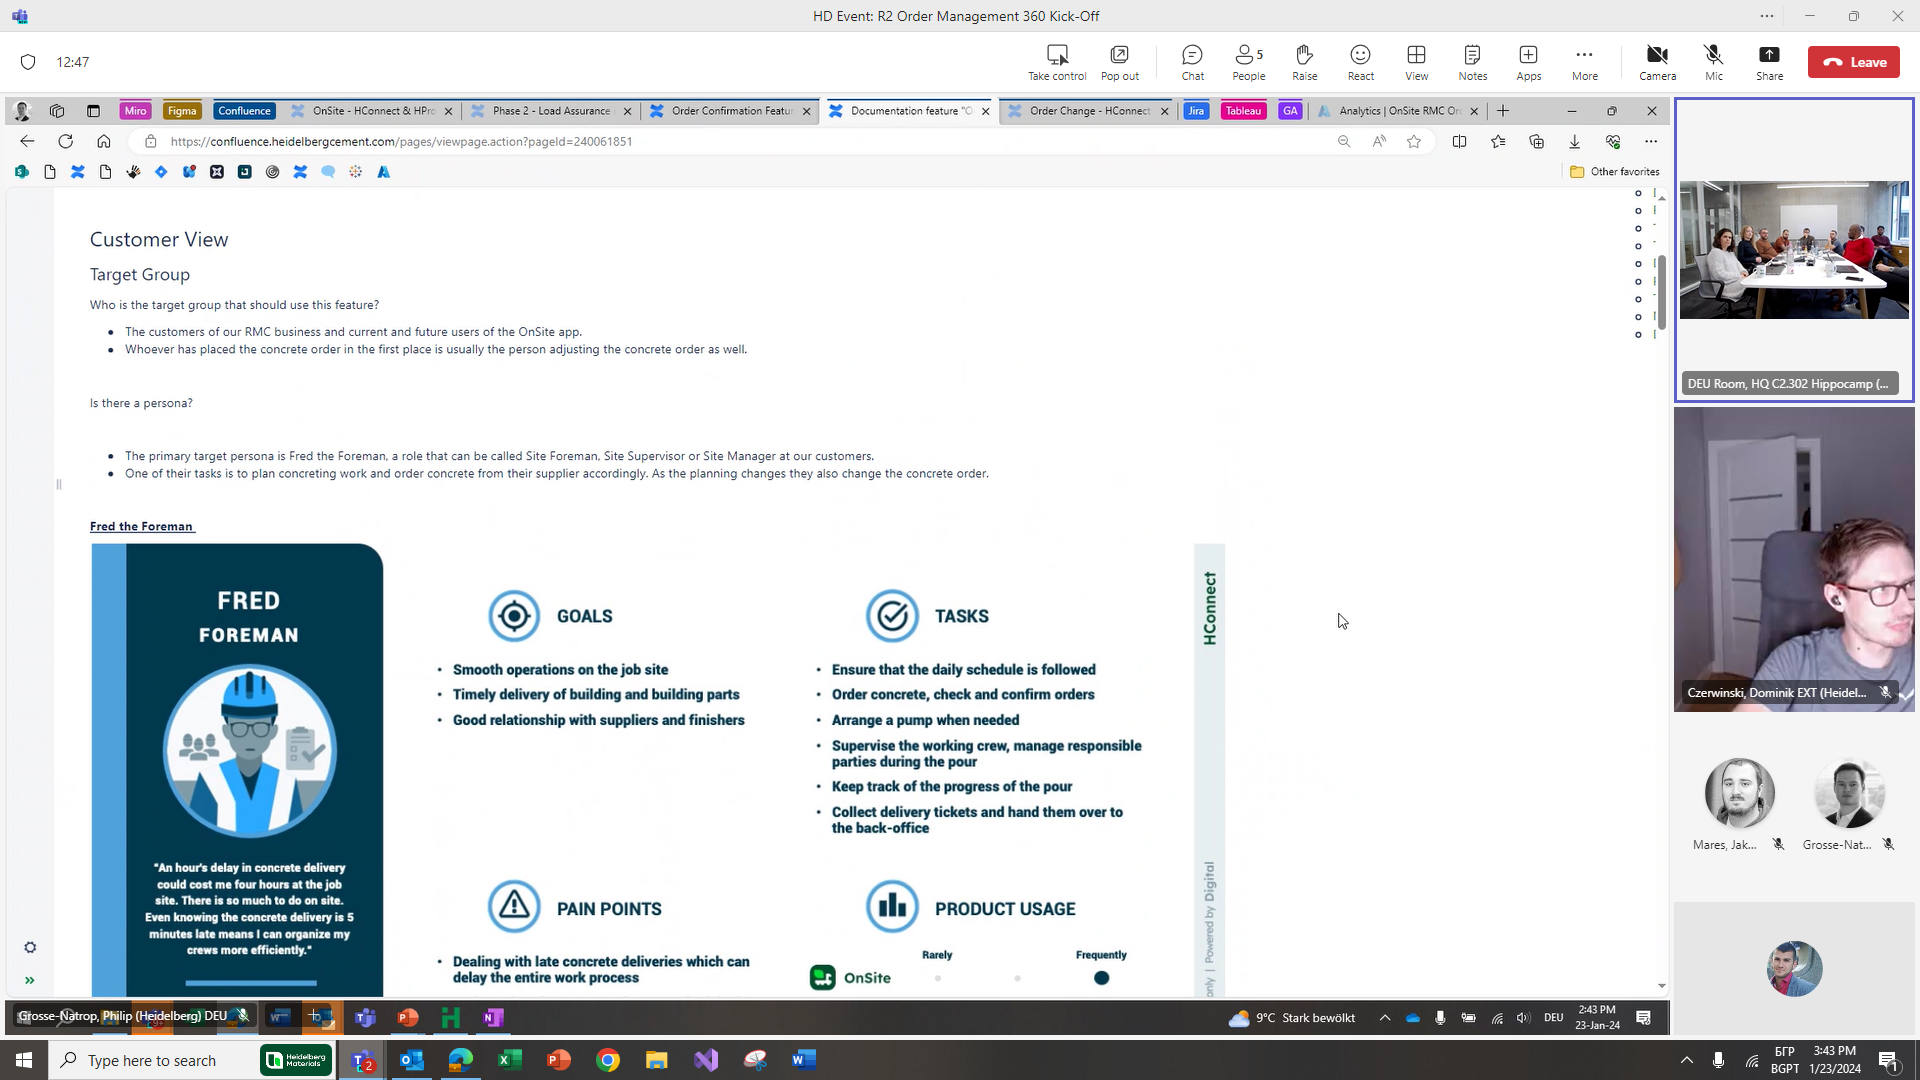 HD Event: R2 Order Management 360 Kick-Off
12:47
Take control
Pop out
Chat
5
People
Raise
React
View
Notes
Apps
More
Camera
Mic
Share
Leave
Miro
Figma
Confluence
OnSite - HConnect & HPro
Phase 2 - Load Assurance
Order Confirmation Featu
Documentation feature "O
Order Change - HConnect
Jira
Tableau
GA
Analytics | OnSite RMC Or
https://confluence.heidelbergcement.com/pages/viewpage.action?pageId=240061851
Other favorites
Customer View
Target Group
Who is the target group that should use this feature?
• The customers of our RMC business and current and future users of the OnSite app.
• Whoever has placed the concrete order in the first place is usually the person adjusting the concrete order as well.
Is there a persona?
• The primary target persona is Fred the Foreman, a role that can be called Site Foreman, Site Supervisor or Site Manager at our customers.
• One of their tasks is to plan concreting work and order concrete from their supplier accordingly. As the planning changes they also change the concrete order.
Fred the Foreman
FRED
FOREMAN
"An hour's delay in concrete delivery
could cost me four hours at the job
site. There is so much to do on site.
Even knowing the concrete delivery is 5
minutes late means I can organize my
crews more efficiently."
GOALS
• Smooth operations on the job site
• Timely delivery of building and building parts
• Good relationship with suppliers and finishers
TASKS
• Ensure that the daily schedule is followed
• Order concrete, check and confirm orders
• Arrange a pump when needed
• Supervise the working crew, manage responsible
parties during the pour
• Keep track of the progress of the pour
• Collect delivery tickets and hand them over to
the back-office
PAIN POINTS
• Dealing with late concrete deliveries which can
delay the entire work process
PRODUCT USAGE
Rarely
Frequently
OnSite
HConnect
only | Powered by Digital
DEU Room, HQ C2.302 Hippocamp (...
Czerwinski, Dominik EXT (Heidel...
Mares, Jak...
Grosse-Nat...
Grosse-Natrop, Philip (Heidelberg) DEU
9°C Stark bewölkt
DEU
2:43 PM
23-Jan-24
Type here to search
Heidelberg
Materials
2
БГР
BGPT
3:43 PM
1/23/2024
1